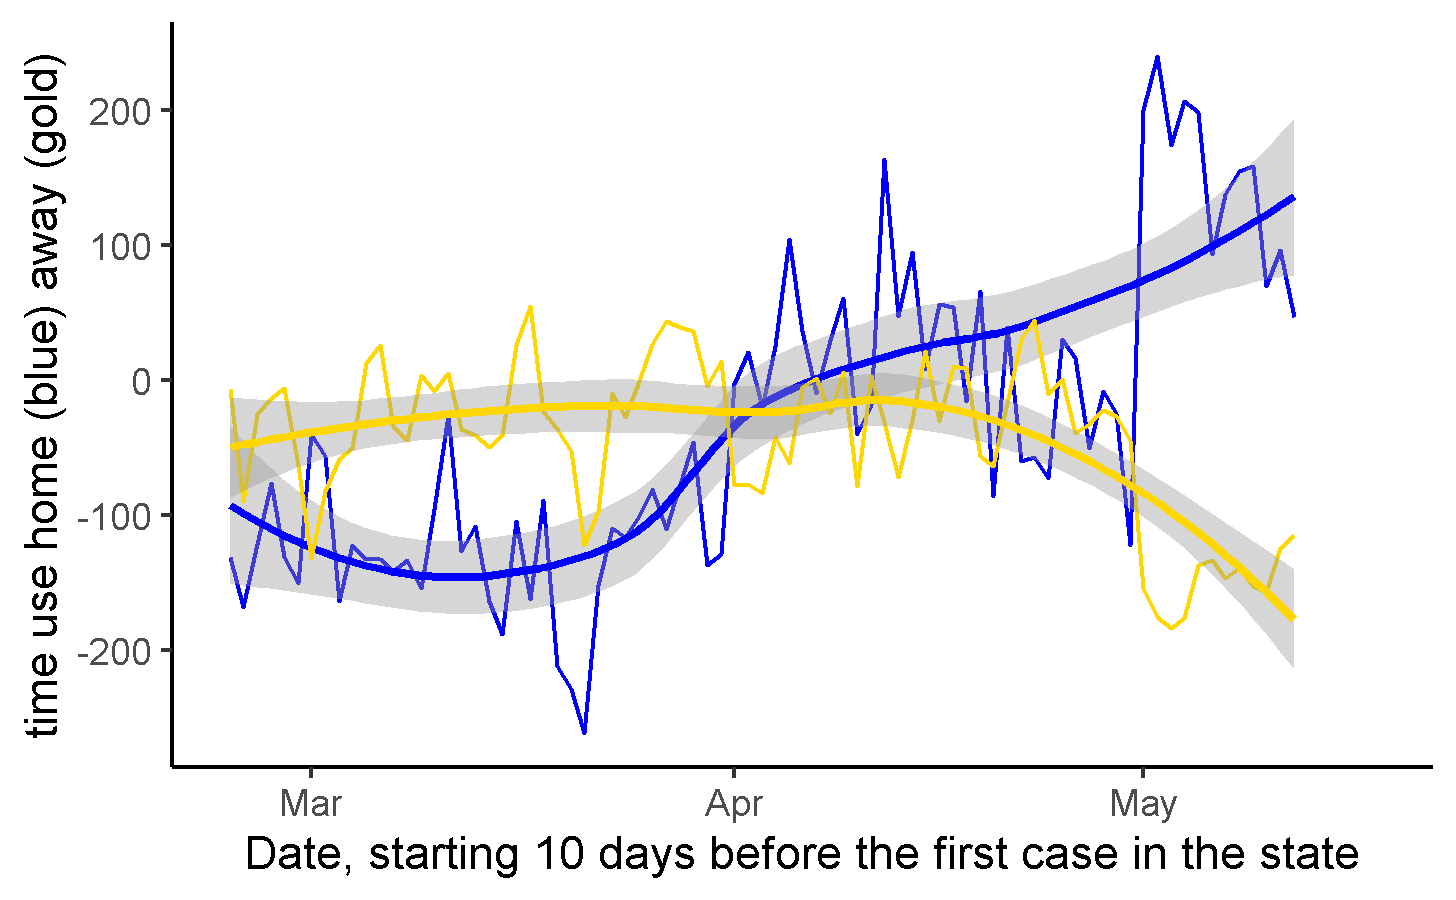 time use home (blue) away (gold)
200
100
0
-100
-200
Mar Apr May
Date, starting 10 days before the first case in the state